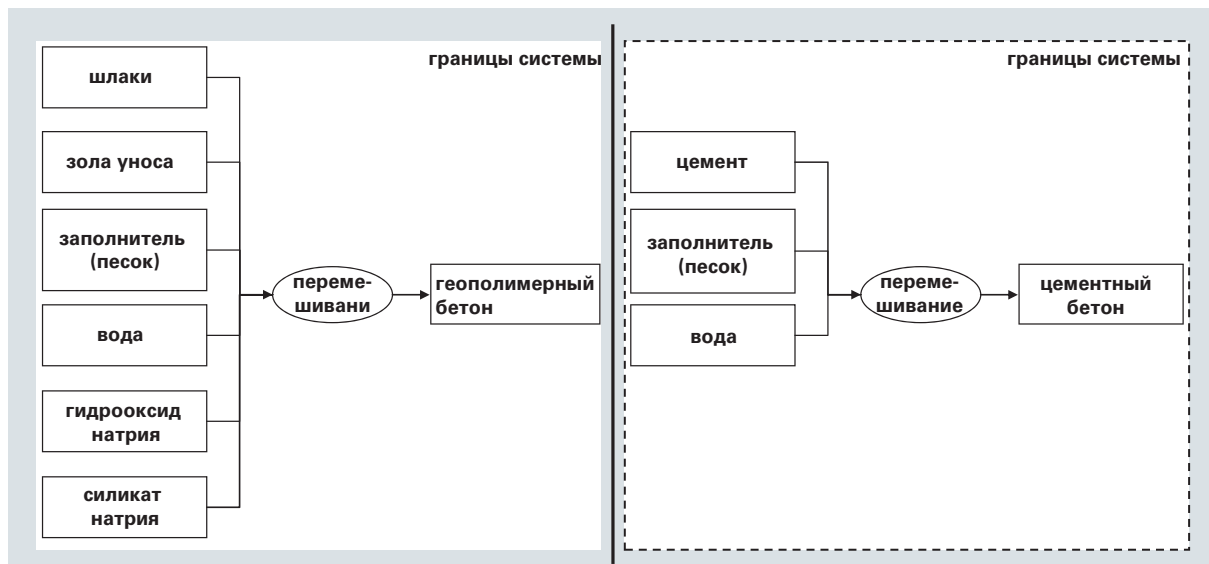 границы системы
шлаки
зола уноса
заполнитель
(песок)
вода
гидрооксид
натрия
силикат
натрия
переме-
шивани
геополимерный
бетон
границы системы
цемент
заполнитель
(песок)
вода
переме-
шивание
цементный
бетон